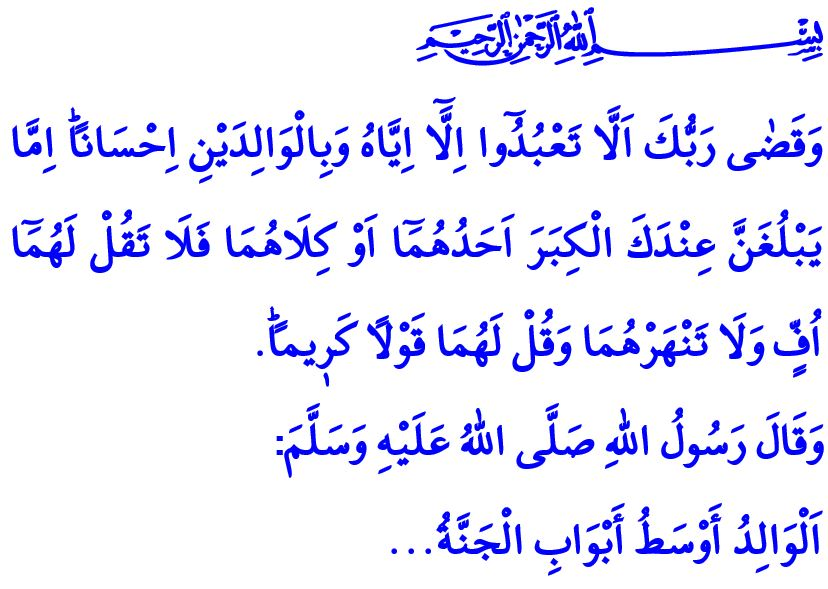 بِسْمِ اللهِ الرَّحْمٰنِ الرَّحِيمِ
وَقَضٰى رَبُّكَ اَلَّا تَعْبُدُٓوا اِلَّٓا اِيَّاهُ وَبِالْوَالِدَيْنِ اِحْسَاناًؕ اِمَّا
يَبْلُغَنَّ عِنْدَكَ الْكِبَرَ اَحَدُهُمَٓا اَوْ كِلَاهُمَا فَلَا تَقُلْ لَهُمَٓا
اُفٍّ وَلَا تَنْهَرْهُمَا وَقُلْ لَهُمَا قَوْلاً كَر۪يماًؕ.
وَقَالَ رَسُولُ اللهِ صَلَّى اللهُ عَلَيْهِ وَسَلَّمَ:
اَلْوَالِدُ أَوْسَطُ أَبْوَابِ الْجَنَّةُ...